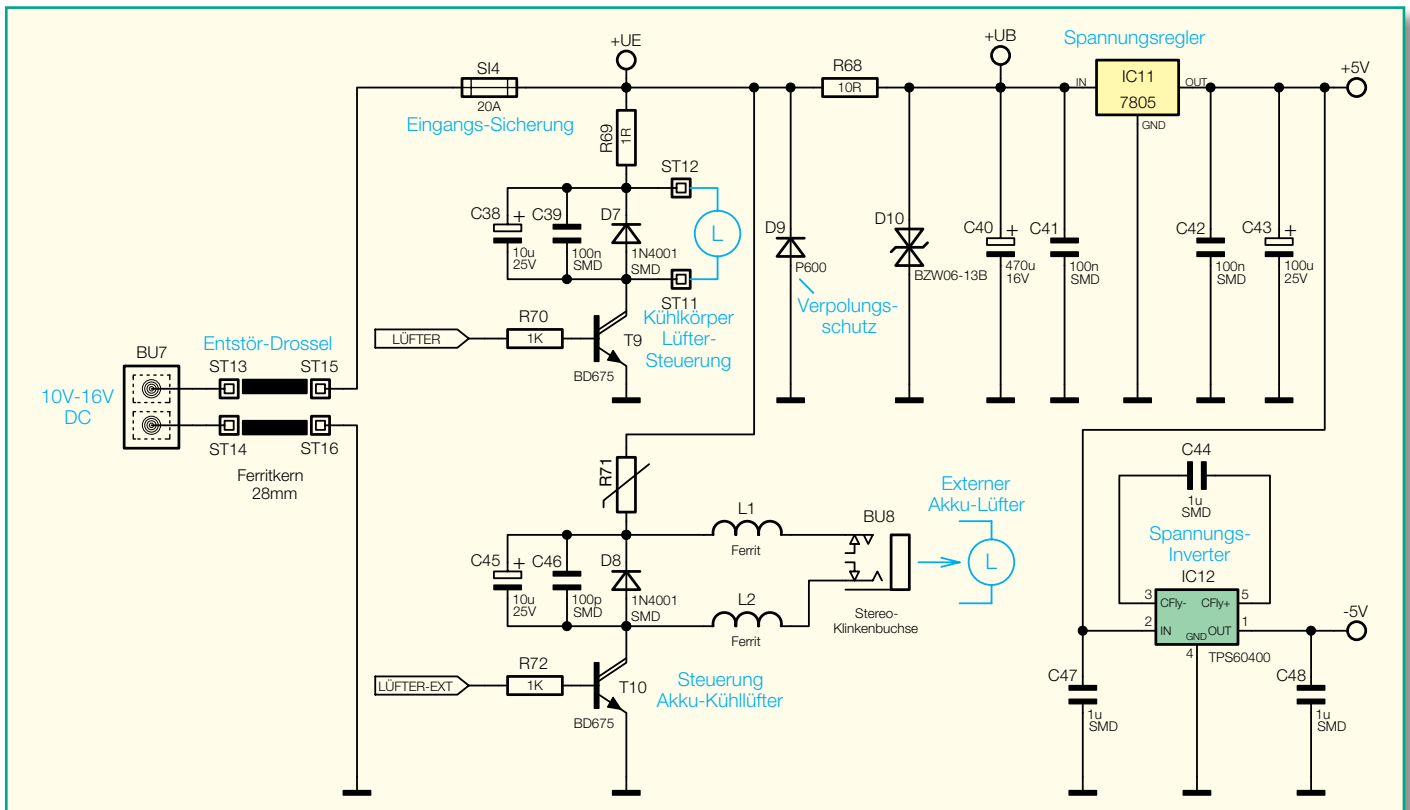 +UE
+UB
Spannungsregler
SI4
20A
Eingangs-Sicherung
R68
10R
IN
IC11
7805
OUT
GND
+5V
R69
1R
ST12
C38
+
10u
25V
C39
100n
SMD
D7
1N4001
SMD
L
ST11
D9
P600
Verpolungs-
schutz
D10
BZW06-13B
C40
+
470u
16V
C41
100n
SMD
C42
100n
SMD
C43
+
100u
25V
Kühlkörper
Lüfter-
Steuerung
LÜFTER
R70
1K
T9
BD675
Entstör-Drossel
BU7
ST13
ST15
10V-16V
DC
ST14
ST16
Ferritkern
28mm
R71
C45
+
10u
25V
C46
100p
SMD
D8
1N4001
SMD
L1
Ferrit
L2
Ferrit
BU8
Stereo-
Klinkenbuchse
Externer
Akku-Lüfter
L
LÜFTER-EXT
R72
1K
T10
BD675
Steuerung
Akku-Kühllüfter
C44
1u
SMD
Spannungs-
Inverter
IC12
3
CFly-
CFly+
5
2
IN
GND
OUT
1
4
TPS60400
-5V
C47
1u
SMD
C48
1u
SMD